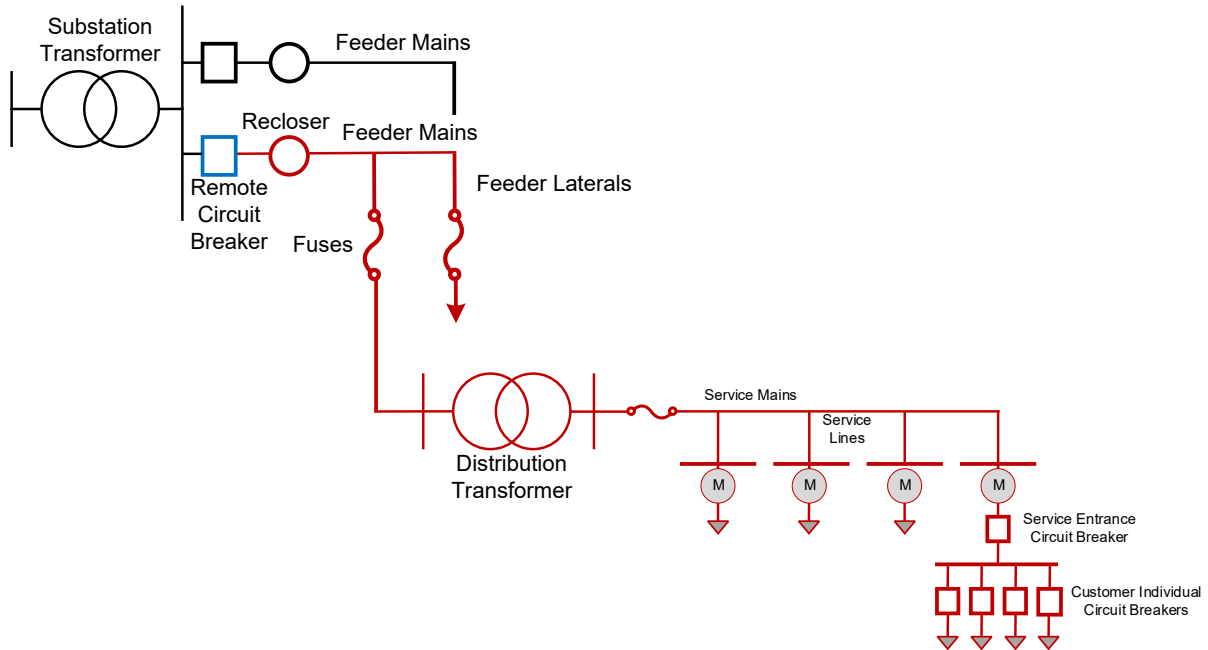 Substation
Transformer
Feeder Mains
Recloser
Feeder Mains
Remote
Circuit
Breaker
Feeder Laterals
Fuses
Service Mains
Service
Lines
Distribution
Transformer
M
M
M
M
Service Entrance
Circuit Breaker
Customer Individual
Circuit Breakers